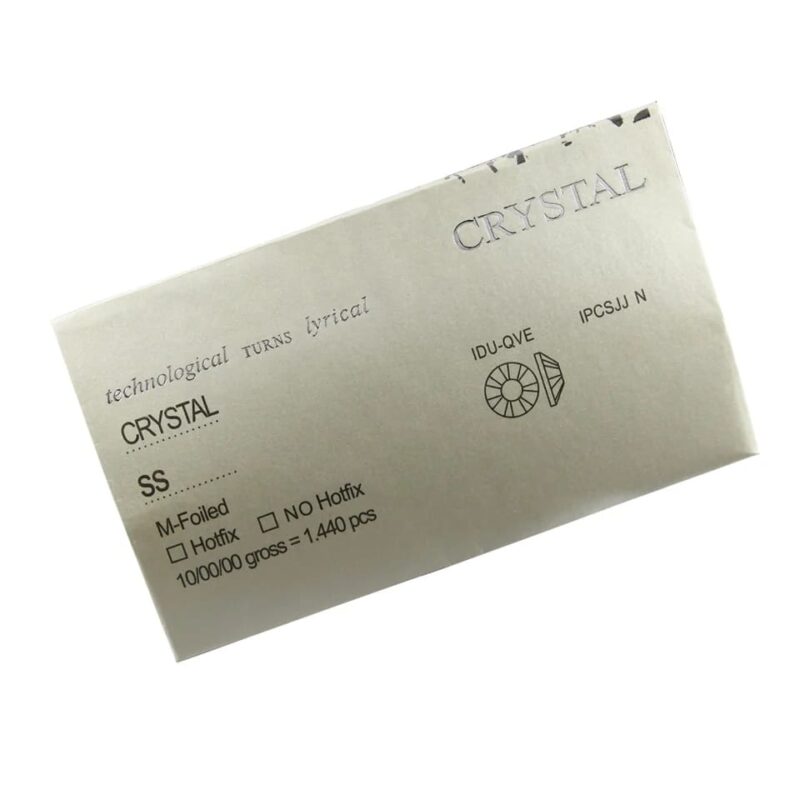 CRYSTAL
technological TURNS lyrical
IDU-QVE
IPCSJJ N
CRYSTAL
SS
M-Foiled
Hotfix NO Hotfix
10/00/00 gross = 1.440 pcs